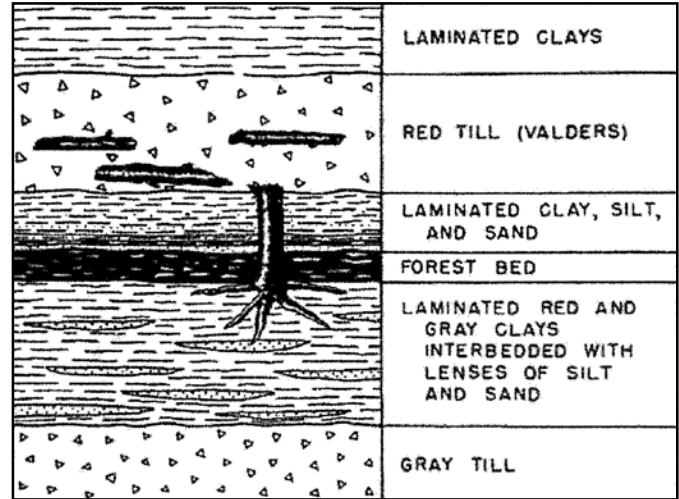 LAMINATED CLAYS
RED TILL (VALDERS)
LAMINATED CLAY, SILT,
AND SAND
FOREST BED
LAMINATED RED AND
GRAY CLAYS
INTERBEDDED WITH
LENSES OF SILT
AND SAND
GRAY TILL